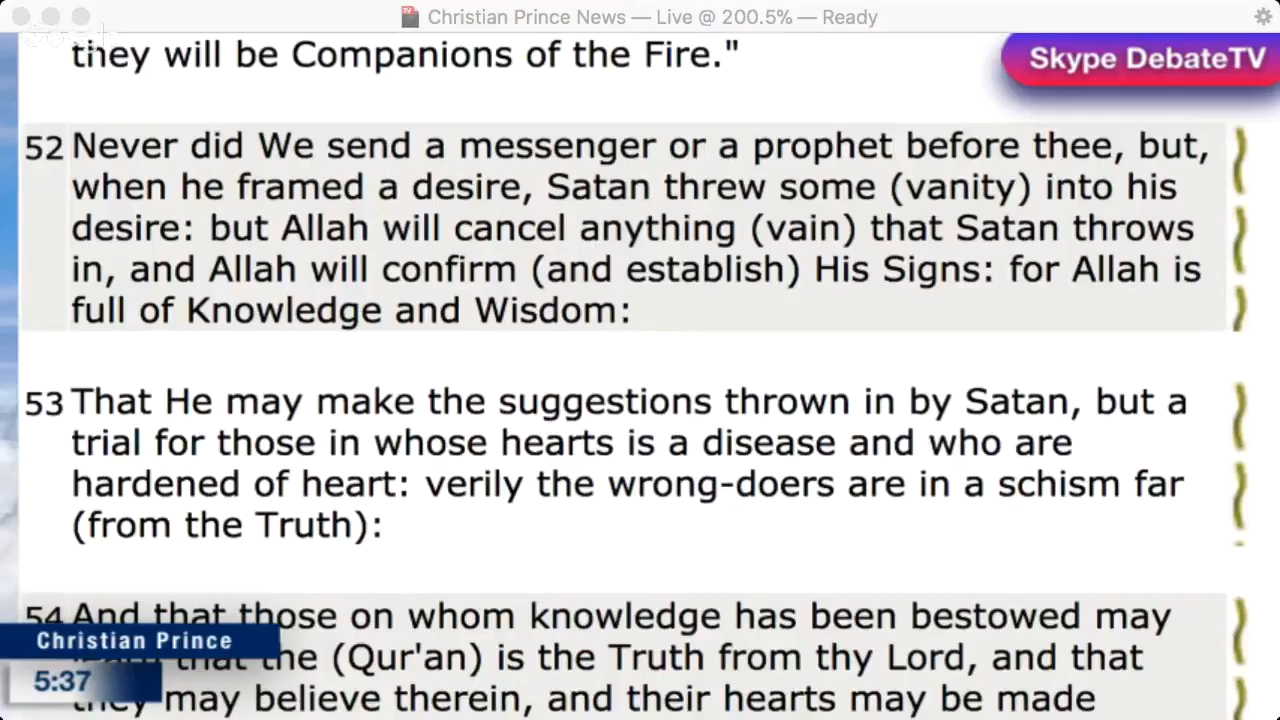 Christian Prince News — Live @ 200.5% — Ready
Google
they will be Companions of the Fire."
Skype DebateTV
52 Never did We send a messenger or a prophet before thee, but,
when he framed a desire, Satan threw some (vanity) into his
desire: but Allah will cancel anything (vain) that Satan throws
in, and Allah will confirm (and establish) His Signs: for Allah is
full of Knowledge and Wisdom:
53 That He may make the suggestions thrown in by Satan, but a
trial for those in whose hearts is a disease and who are
hardened of heart: verily the wrong-doers are in a schism far
(from the Truth):
54 And that those on whom knowledge has been bestowed may
Christian Prince
that the (Qur'an) is the Truth from thy Lord, and that
5:37
they may believe therein, and their hearts may be made